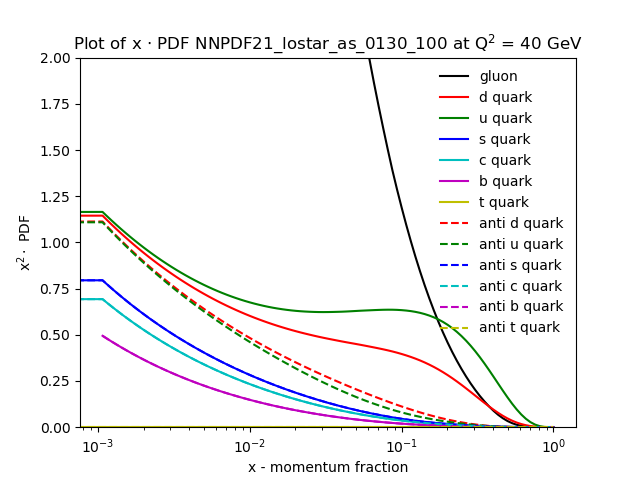 Plot of x · PDF NNPDF21_lostar_as_0130_100 at Q² = 40 GeV
2.00
1.75
1.50
1.25
1.00
0.75
0.50
0.25
0.00
x² · PDF
gluon
d quark
u quark
s quark
c quark
b quark
t quark
anti d quark
anti u quark
anti s quark
anti c quark
anti b quark
anti t quark
10⁻³ 10⁻² 10⁻¹ 10⁰
x - momentum fraction